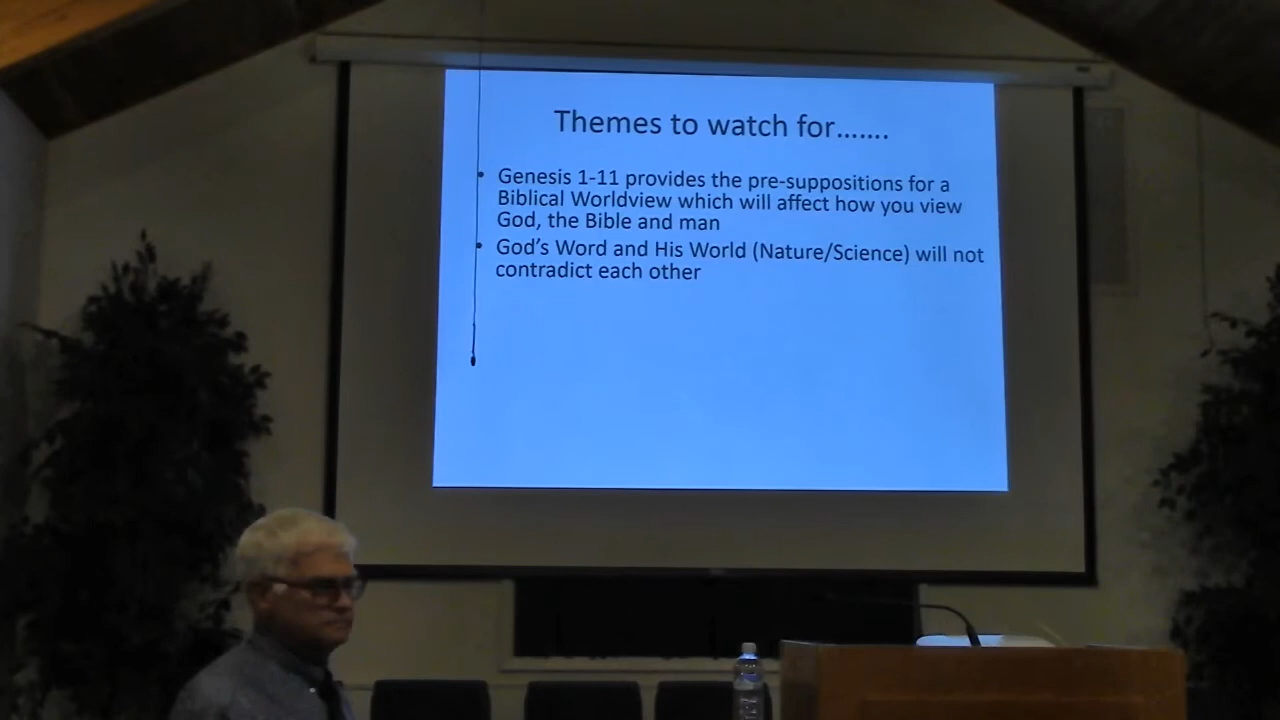 Themes to watch for.......
• Genesis 1-11 provides the pre-suppositions for a
Biblical Worldview which will affect how you view
God, the Bible and man
• God's Word and His World (Nature/Science) will not
contradict each other